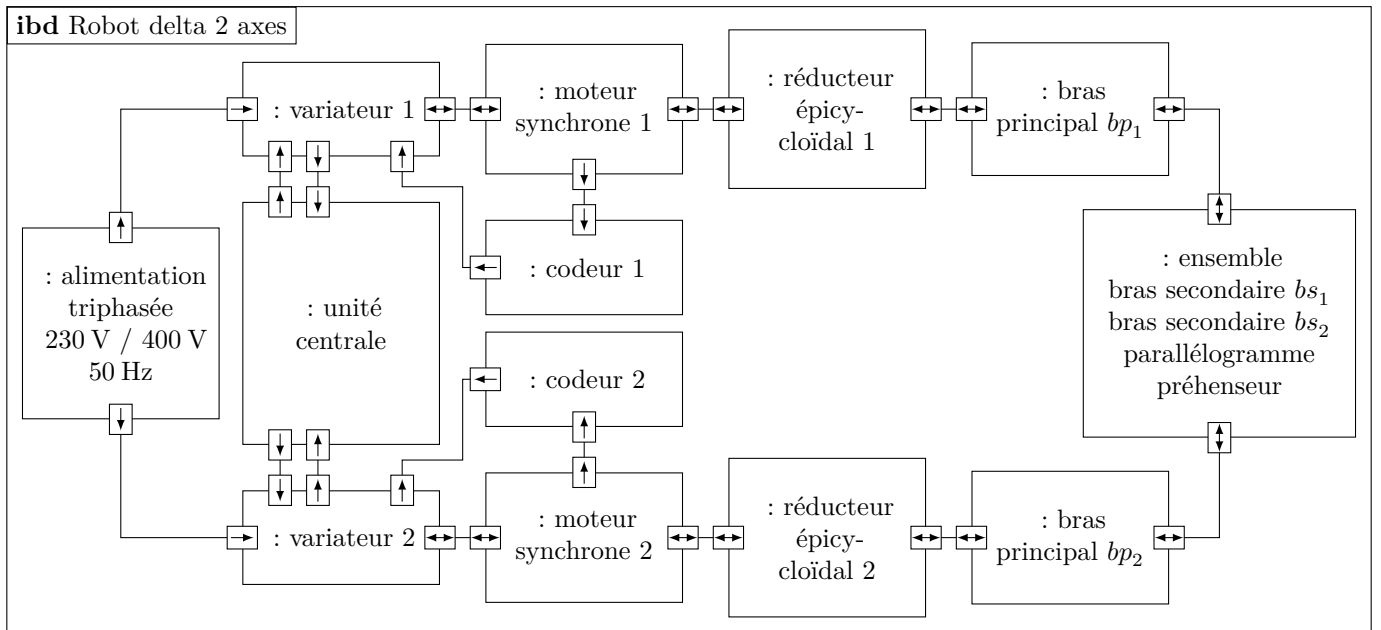 ibd Robot delta 2 axes
: variateur 1
: moteur
synchrone 1
: réducteur
épicy-
cloïdal 1
: bras
principal bp₁
: alimentation
triphasée
230 V / 400 V
50 Hz
: unité
centrale
: codeur 1
: codeur 2
: ensemble
bras secondaire bs₁
bras secondaire bs₂
parallélogramme
préhenseur
: variateur 2
: moteur
synchrone 2
: réducteur
épicy-
cloïdal 2
: bras
principal bp₂